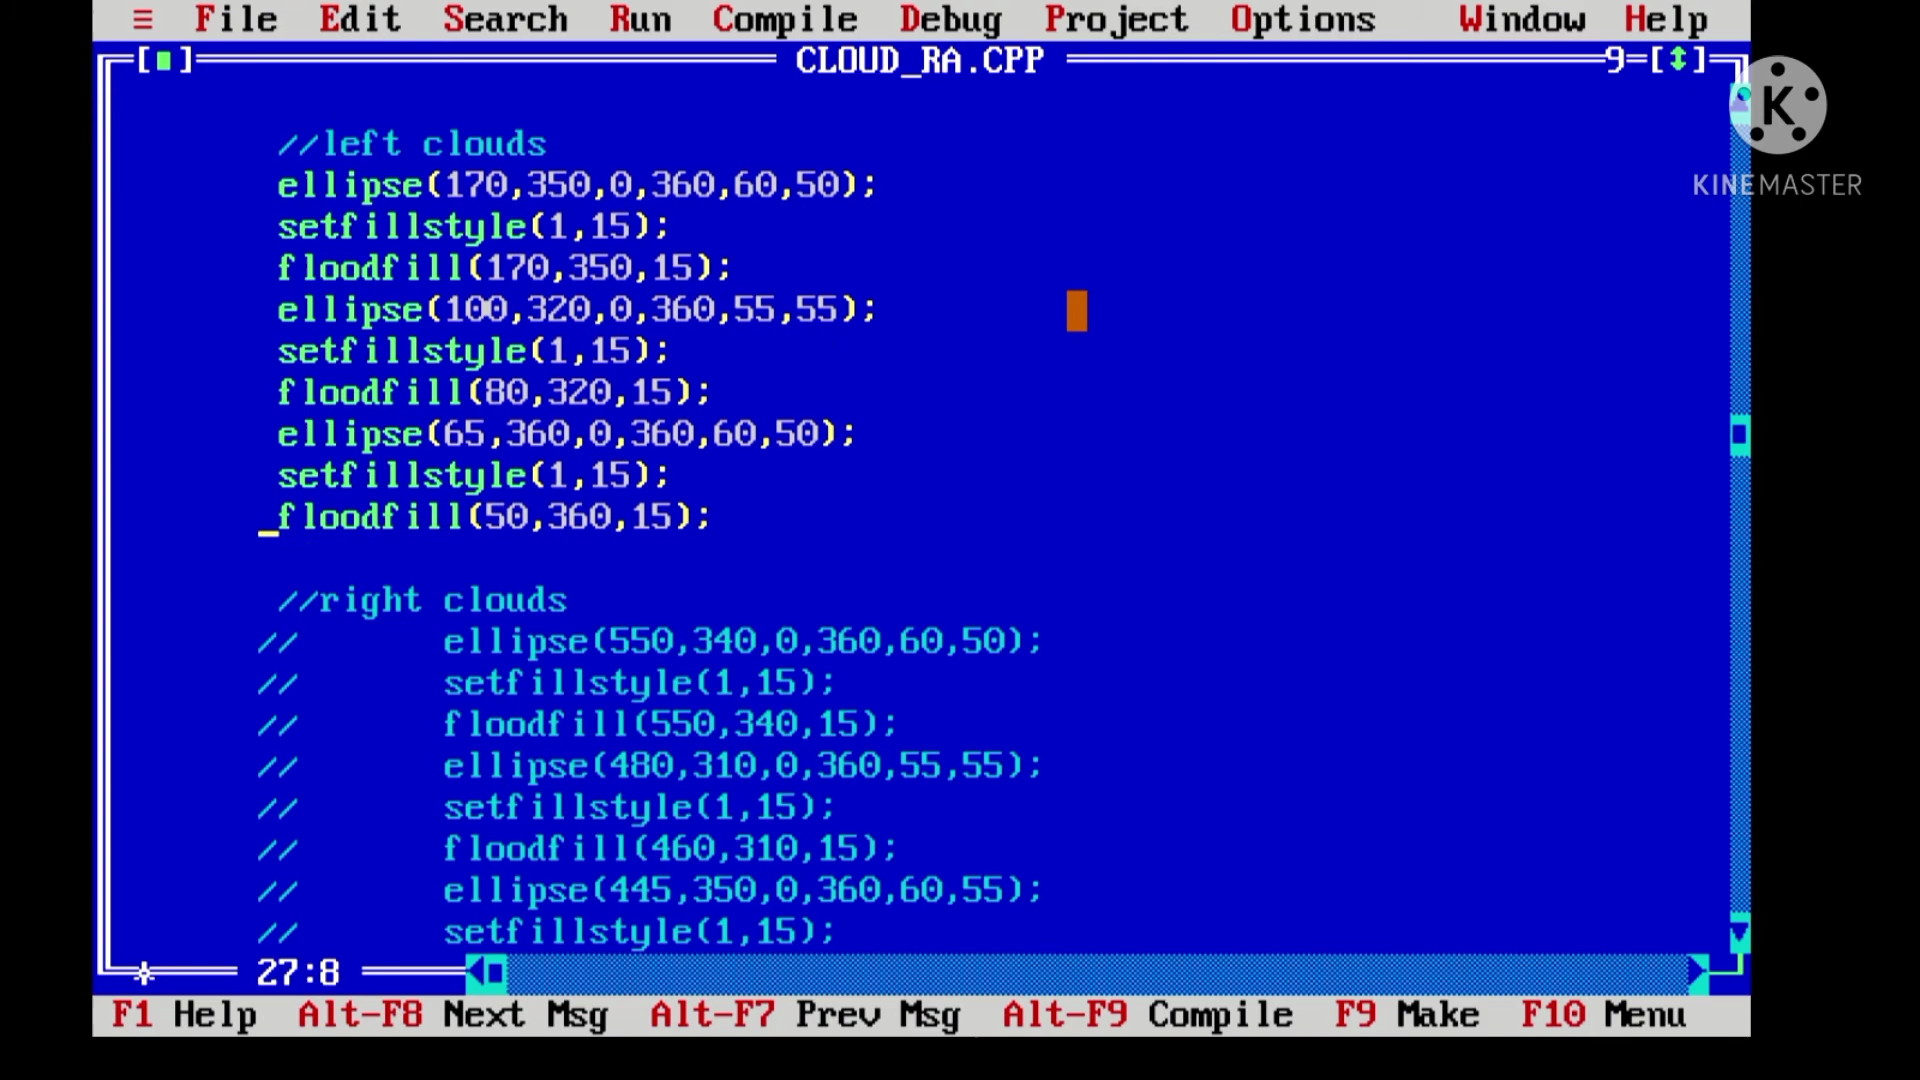 ≡ File Edit Search Run Compile Debug Project Options Window Help
[■] CLOUD_RA.CPP 9=[↕]
K
KINEMASTER
//left clouds
ellipse(170,350,0,360,60,50);
setfillstyle(1,15);
floodfill(170,350,15);
ellipse(100,320,0,360,55,55);
setfillstyle(1,15);
floodfill(80,320,15);
ellipse(65,360,0,360,60,50);
setfillstyle(1,15);
floodfill(50,360,15);
//right clouds
// ellipse(550,340,0,360,60,50);
// setfillstyle(1,15);
// floodfill(550,340,15);
// ellipse(480,310,0,360,55,55);
// setfillstyle(1,15);
// floodfill(460,310,15);
// ellipse(445,350,0,360,60,55);
// setfillstyle(1,15);
27:8
F1 Help Alt-F8 Next Msg Alt-F7 Prev Msg Alt-F9 Compile F9 Make F10 Menu